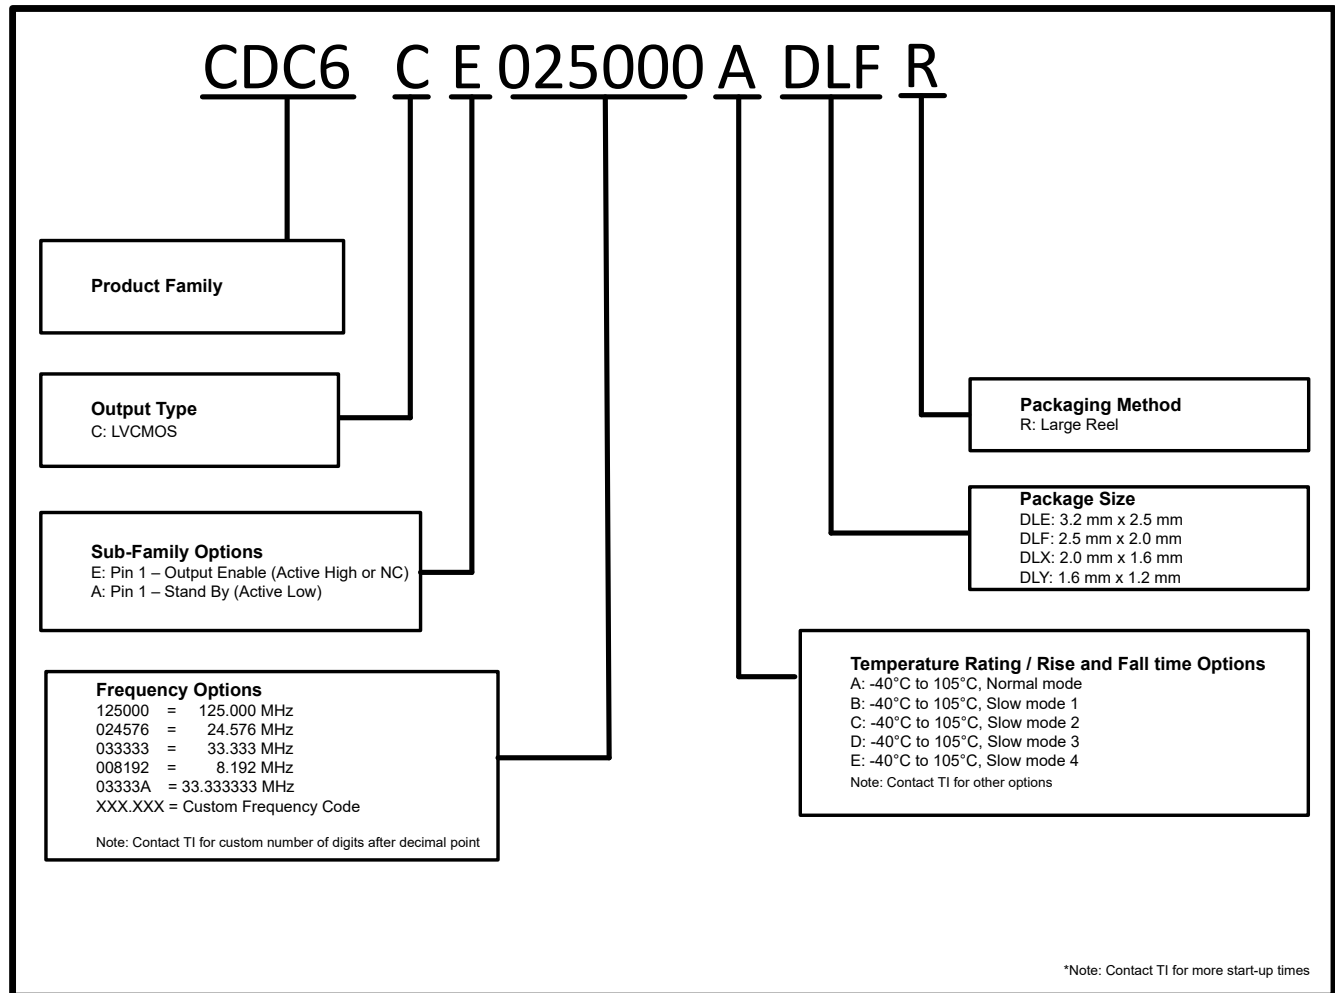 CDC6 C E 025000 A DLF R
Product Family
Output Type
C: LVCMOS
Sub-Family Options
E: Pin 1 – Output Enable (Active High or NC)
A: Pin 1 – Stand By (Active Low)
Frequency Options
125000 = 125.000 MHz
024576 = 24.576 MHz
033333 = 33.333 MHz
008192 = 8.192 MHz
03333A = 33.333333 MHz
XXX.XXX = Custom Frequency Code
Note: Contact TI for custom number of digits after decimal point
Packaging Method
R: Large Reel
Package Size
DLE: 3.2 mm x 2.5 mm
DLF: 2.5 mm x 2.0 mm
DLX: 2.0 mm x 1.6 mm
DLY: 1.6 mm x 1.2 mm
Temperature Rating / Rise and Fall time Options
A: -40°C to 105°C, Normal mode
B: -40°C to 105°C, Slow mode 1
C: -40°C to 105°C, Slow mode 2
D: -40°C to 105°C, Slow mode 3
E: -40°C to 105°C, Slow mode 4
Note: Contact TI for other options
*Note: Contact TI for more start-up times